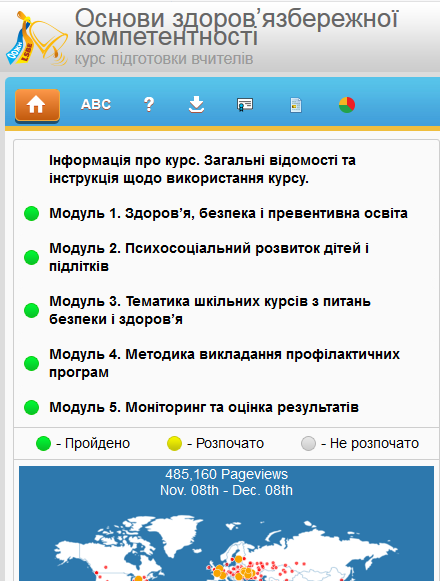 Основи здоров’язбережної
компетентності
курс підготовки вчителів
LSBE
ABC
?
Інформація про курс. Загальні відомості та
інструкція щодо використання курсу.
Модуль 1. Здоров’я, безпека і превентивна освіта
Модуль 2. Психосоціальний розвиток дітей і
підлітків
Модуль 3. Тематика шкільних курсів з питань
безпеки і здоров’я
Модуль 4. Методика викладання профілактичних
програм
Модуль 5. Моніторинг та оцінка результатів
- Пройдено - Розпочато - Не розпочато
485,160 Pageviews
Nov. 08th - Dec. 08th